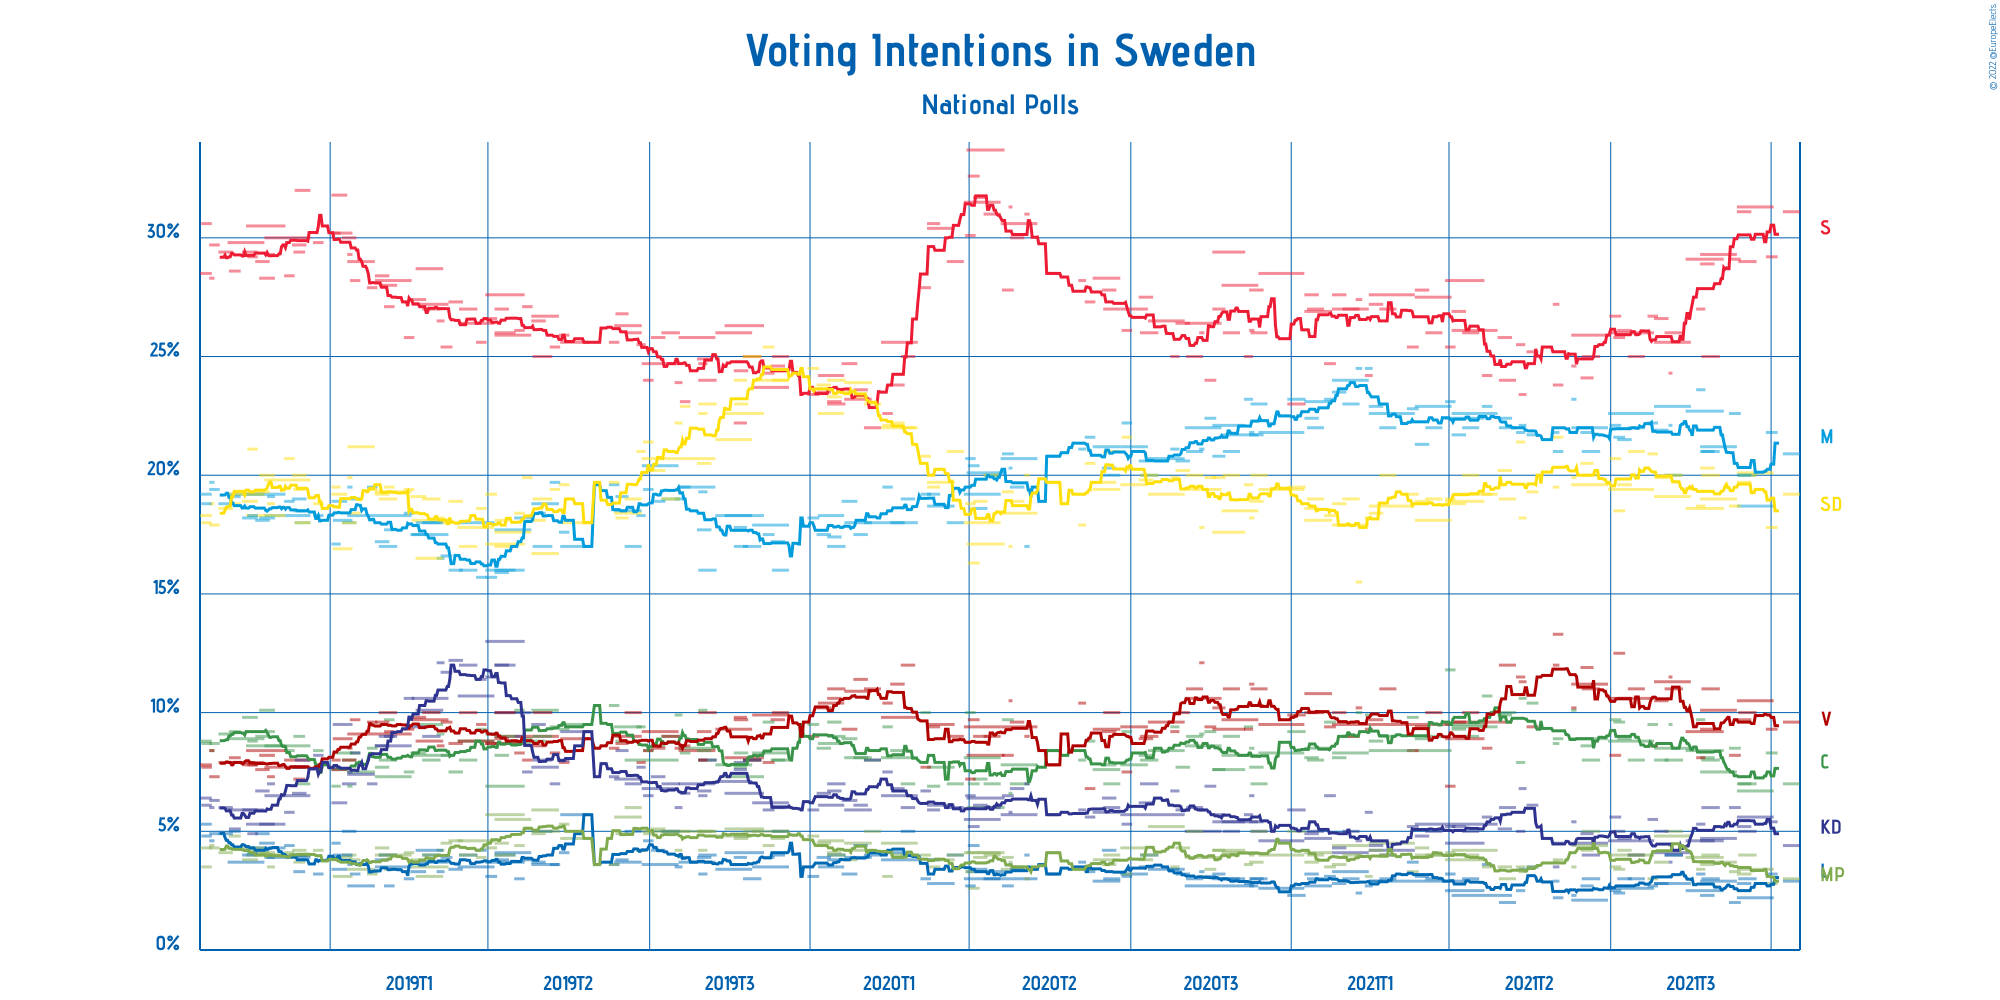 © 2022 @EuropeElects
Voting Intentions in Sweden
National Polls
30%
25%
20%
15%
10%
5%
0%
S
M
SD
V
C
KD
L
MP
2019T1
2019T2
2019T3
2020T1
2020T2
2020T3
2021T1
2021T2
2021T3